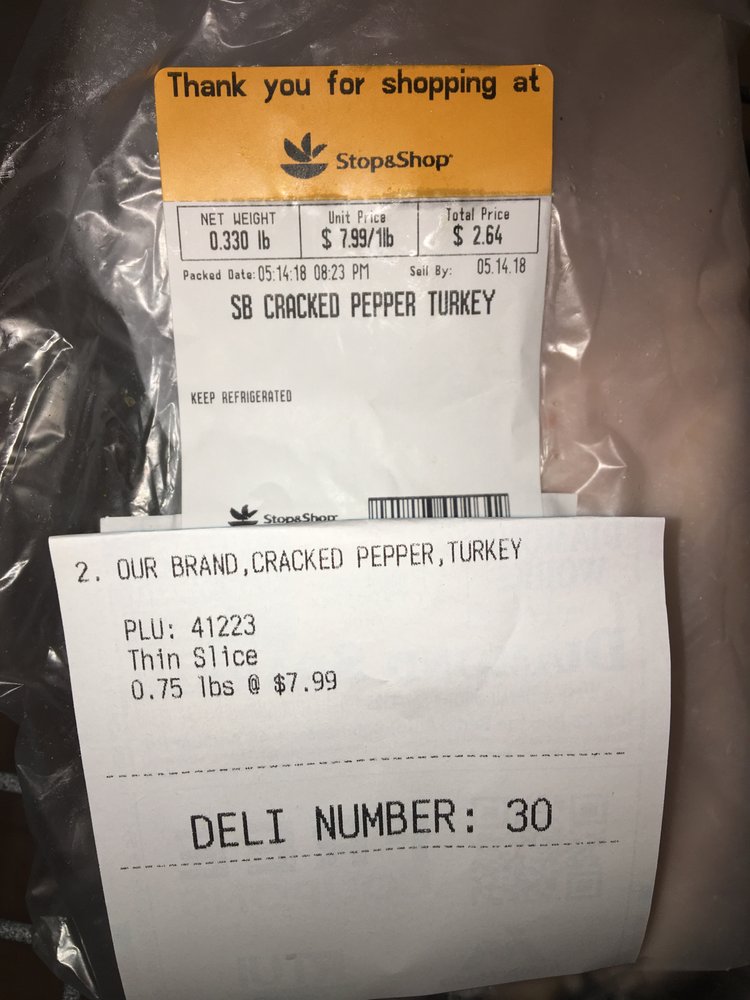 Thank you for shopping at
Stop&Shop
NET WEIGHT Unit Price Total Price
0.330 lb $ 7.99/1lb $ 2.64
Packed Date: 05:14:18 08:23 PM Sell By: 05.14.18
SB CRACKED PEPPER TURKEY
KEEP REFRIGERATED
Stop&Shop
2. OUR BRAND,CRACKED PEPPER,TURKEY
PLU: 41223
Thin Slice
0.75 lbs @ $7.99
DELI NUMBER: 30